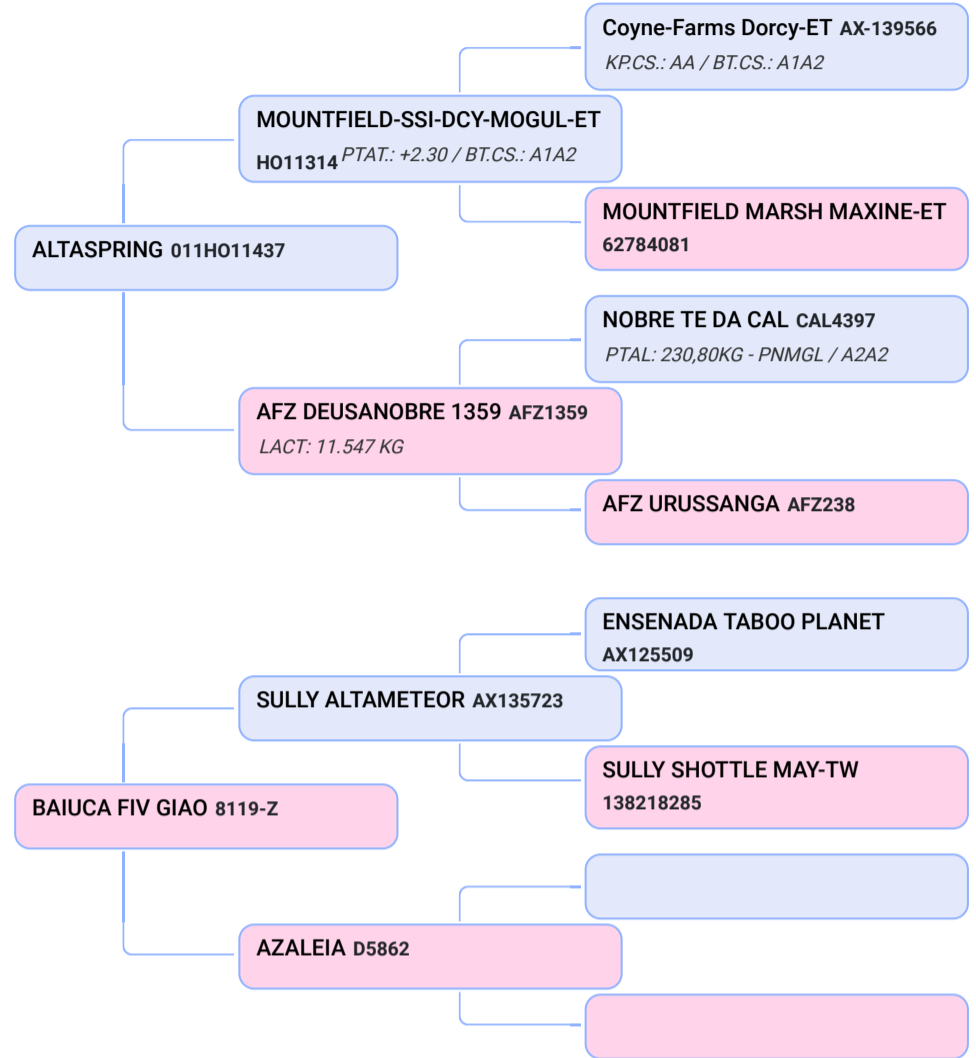 Coyne-Farms Dorcy-ET AX-139566
KP.CS.: AA / BT.CS.: A1A2
MOUNTFIELD-SSI-DCY-MOGUL-ET
HO11314 PTAT.: +2.30 / BT.CS.: A1A2
MOUNTFIELD MARSH MAXINE-ET
62784081
ALTASPRING 011HO11437
NOBRE TE DA CAL CAL4397
PTAL: 230,80KG - PNMGL / A2A2
AFZ DEUSANOBRE 1359 AFZ1359
LACT: 11.547 KG
AFZ URUSSANGA AFZ238
ENSENADA TABOO PLANET
AX125509
SULLY ALTAMETEOR AX135723
SULLY SHOTTLE MAY-TW
138218285
BAIUCA FIV GIAO 8119-Z
AZALEIA D5862